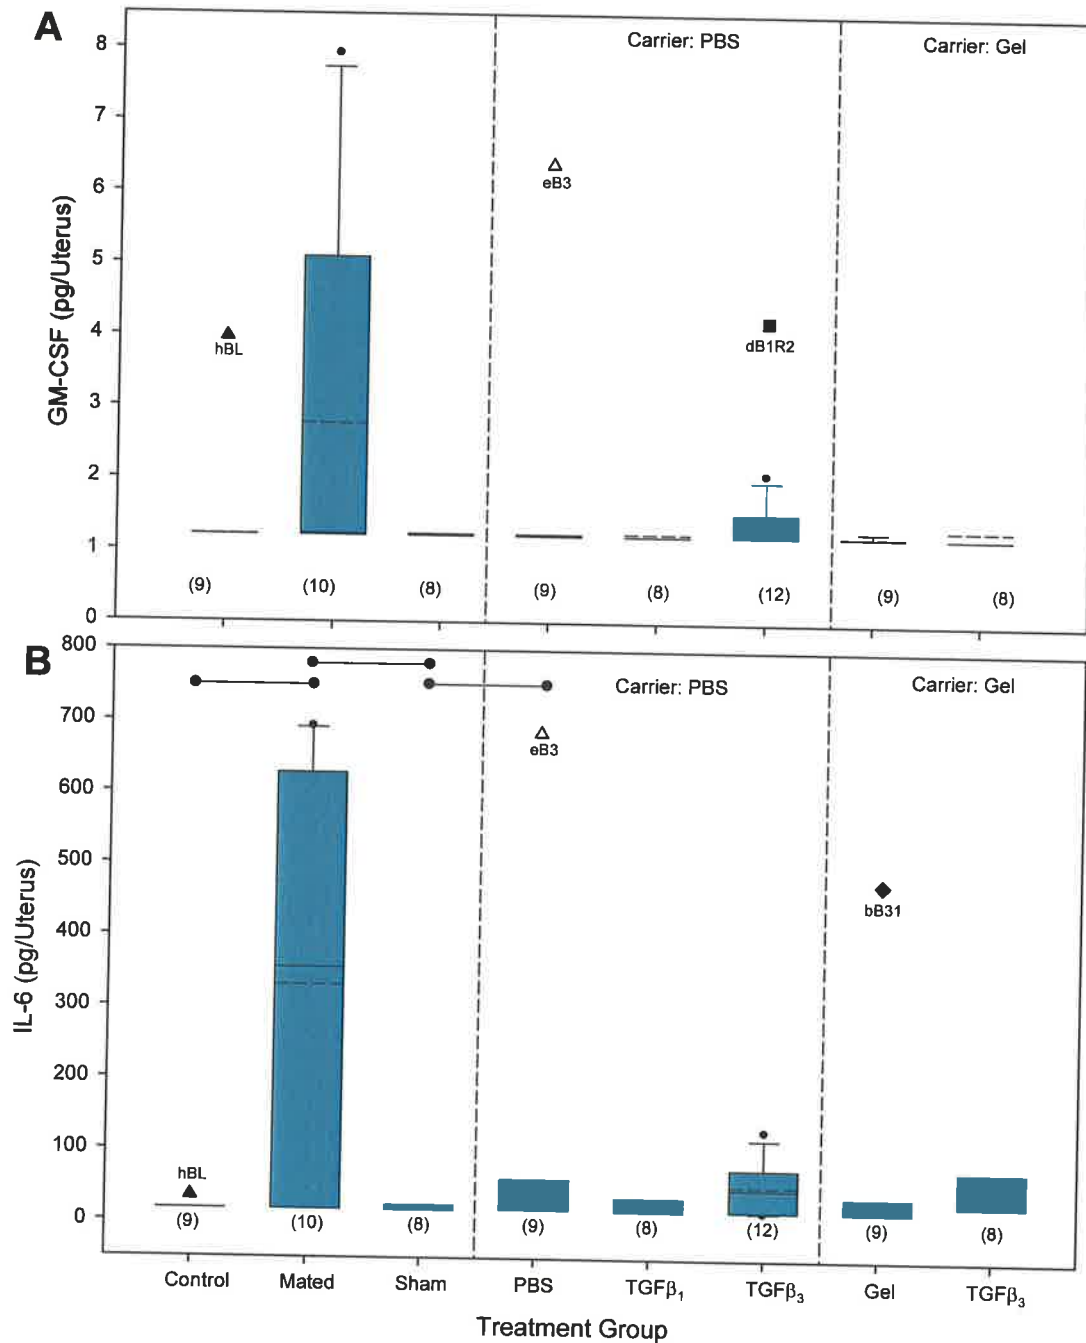 A
Carrier: PBS
Carrier: Gel
GM-CSF (pg/Uterus)
8
7
6
5
4
3
2
1
0
eB3
hBL
dB1R2
(9)
(10)
(8)
(9)
(8)
(12)
(9)
(8)
B
Carrier: PBS
Carrier: Gel
IL-6 (pg/Uterus)
800
700
600
500
400
300
200
100
0
eB3
bB31
hBL
(9)
(10)
(8)
(9)
(8)
(12)
(9)
(8)
Control
Mated
Sham
PBS
TGFβ₁
TGFβ₃
Gel
TGFβ₃
Treatment Group